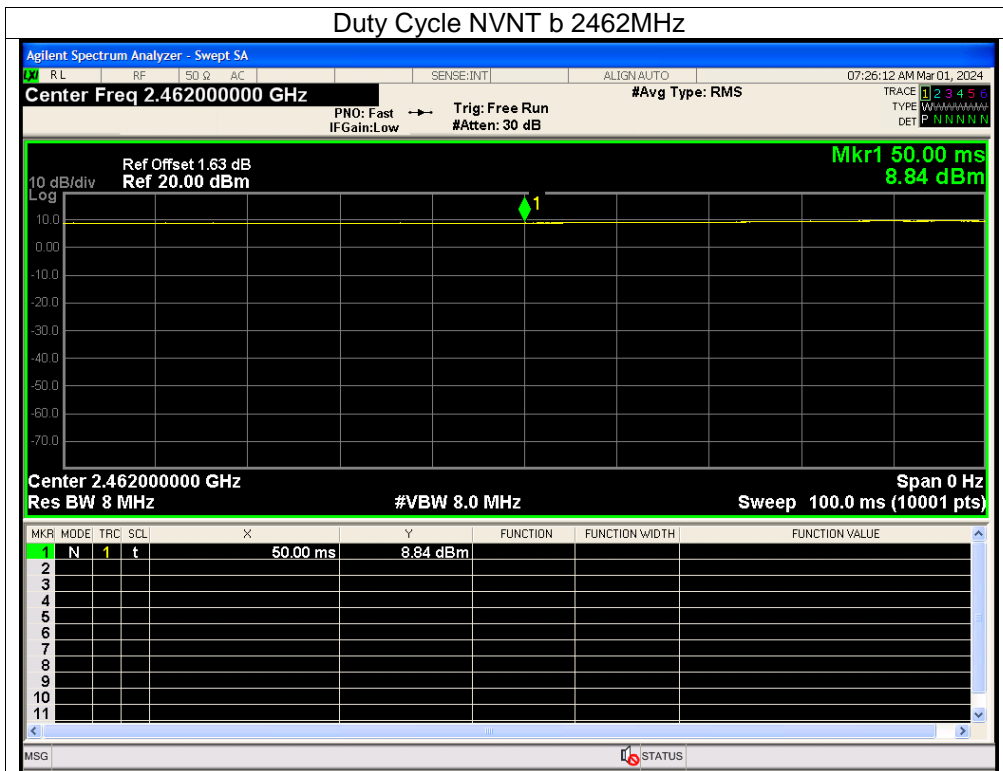 Duty Cycle NVNT b 2462MHz
Agilent Spectrum Analyzer - Swept SA
LXI RL RF 50 Ω AC SENSE:INT ALIGN AUTO 07:26:12 AM Mar 01, 2024
Center Freq 2.462000000 GHz #Avg Type: RMS TRACE 1 2 3 4 5 6
PNO: Fast Trig: Free Run TYPE WWWWWWW
IFGain:Low #Atten: 30 dB DET P N N N N N
Mkr1 50.00 ms
Ref Offset 1.63 dB
10 dB/div Ref 20.00 dBm 8.84 dBm
Log
1
10.0
0.00
-10.0
-20.0
-30.0
-40.0
-50.0
-60.0
-70.0
Center 2.462000000 GHz Span 0 Hz
Res BW 8 MHz #VBW 8.0 MHz Sweep 100.0 ms (10001 pts)
MKR MODE TRC SCL X Y FUNCTION FUNCTION WIDTH FUNCTION VALUE
1 N 1 t 50.00 ms 8.84 dBm
2
3
4
5
6
7
8
9
10
11
MSG STATUS